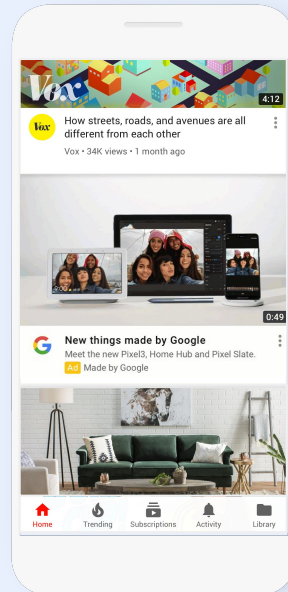 Vox
4:12
Vox
How streets, roads, and avenues are all
different from each other
Vox • 34K views • 1 month ago
0:49
New things made by Google
Meet the new Pixel3, Home Hub and Pixel Slate.
Ad Made by Google
Home
Trending
Subscriptions
Activity
Library